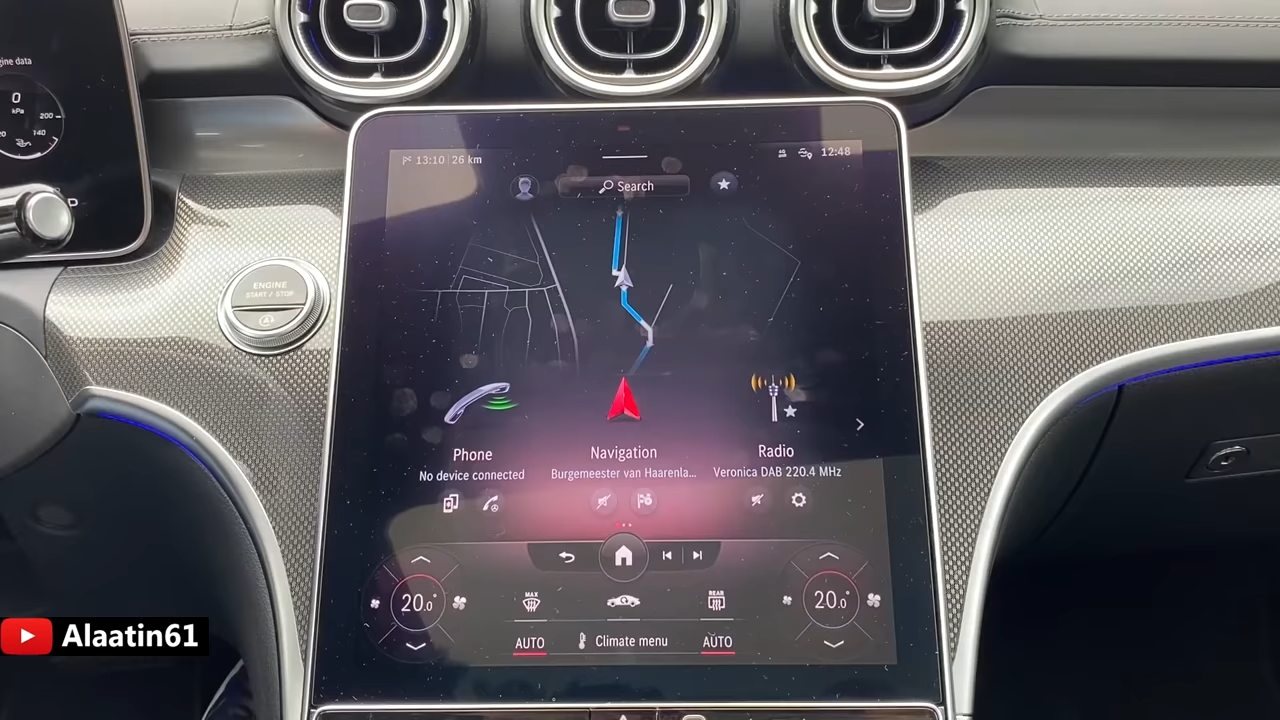 gine data
0
kPa
200
140
13:10 26 km
4G
12:48
Search
ENGINE
START / STOP
Phone
No device connected
Navigation
Burgemeester van Haarenla...
Radio
Veronica DAB 220.4 MHz
20.0°
MAX
REAR
20.0°
AUTO
Climate menu
AUTO
Alaatin61